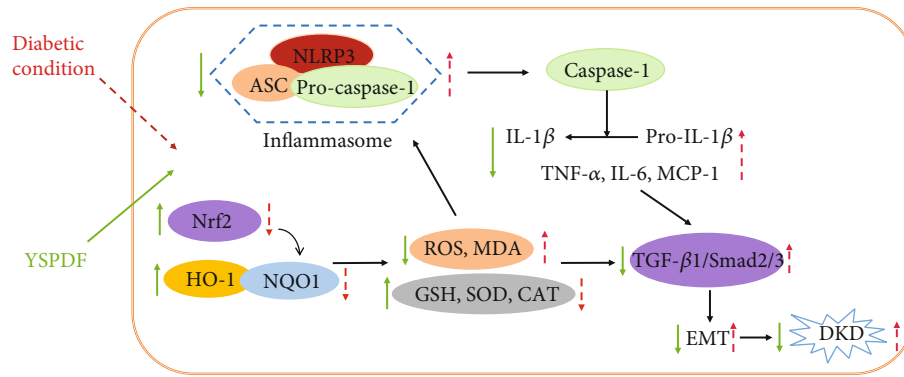 Diabetic
condition
NLRP3
ASC
Pro-caspase-1
Inflammasome
Caspase-1
IL-1β
Pro-IL-1β
TNF-α, IL-6, MCP-1
YSPDF
Nrf2
HO-1
NQO1
ROS, MDA
GSH, SOD, CAT
TGF-β1/Smad2/3
EMT
DKD